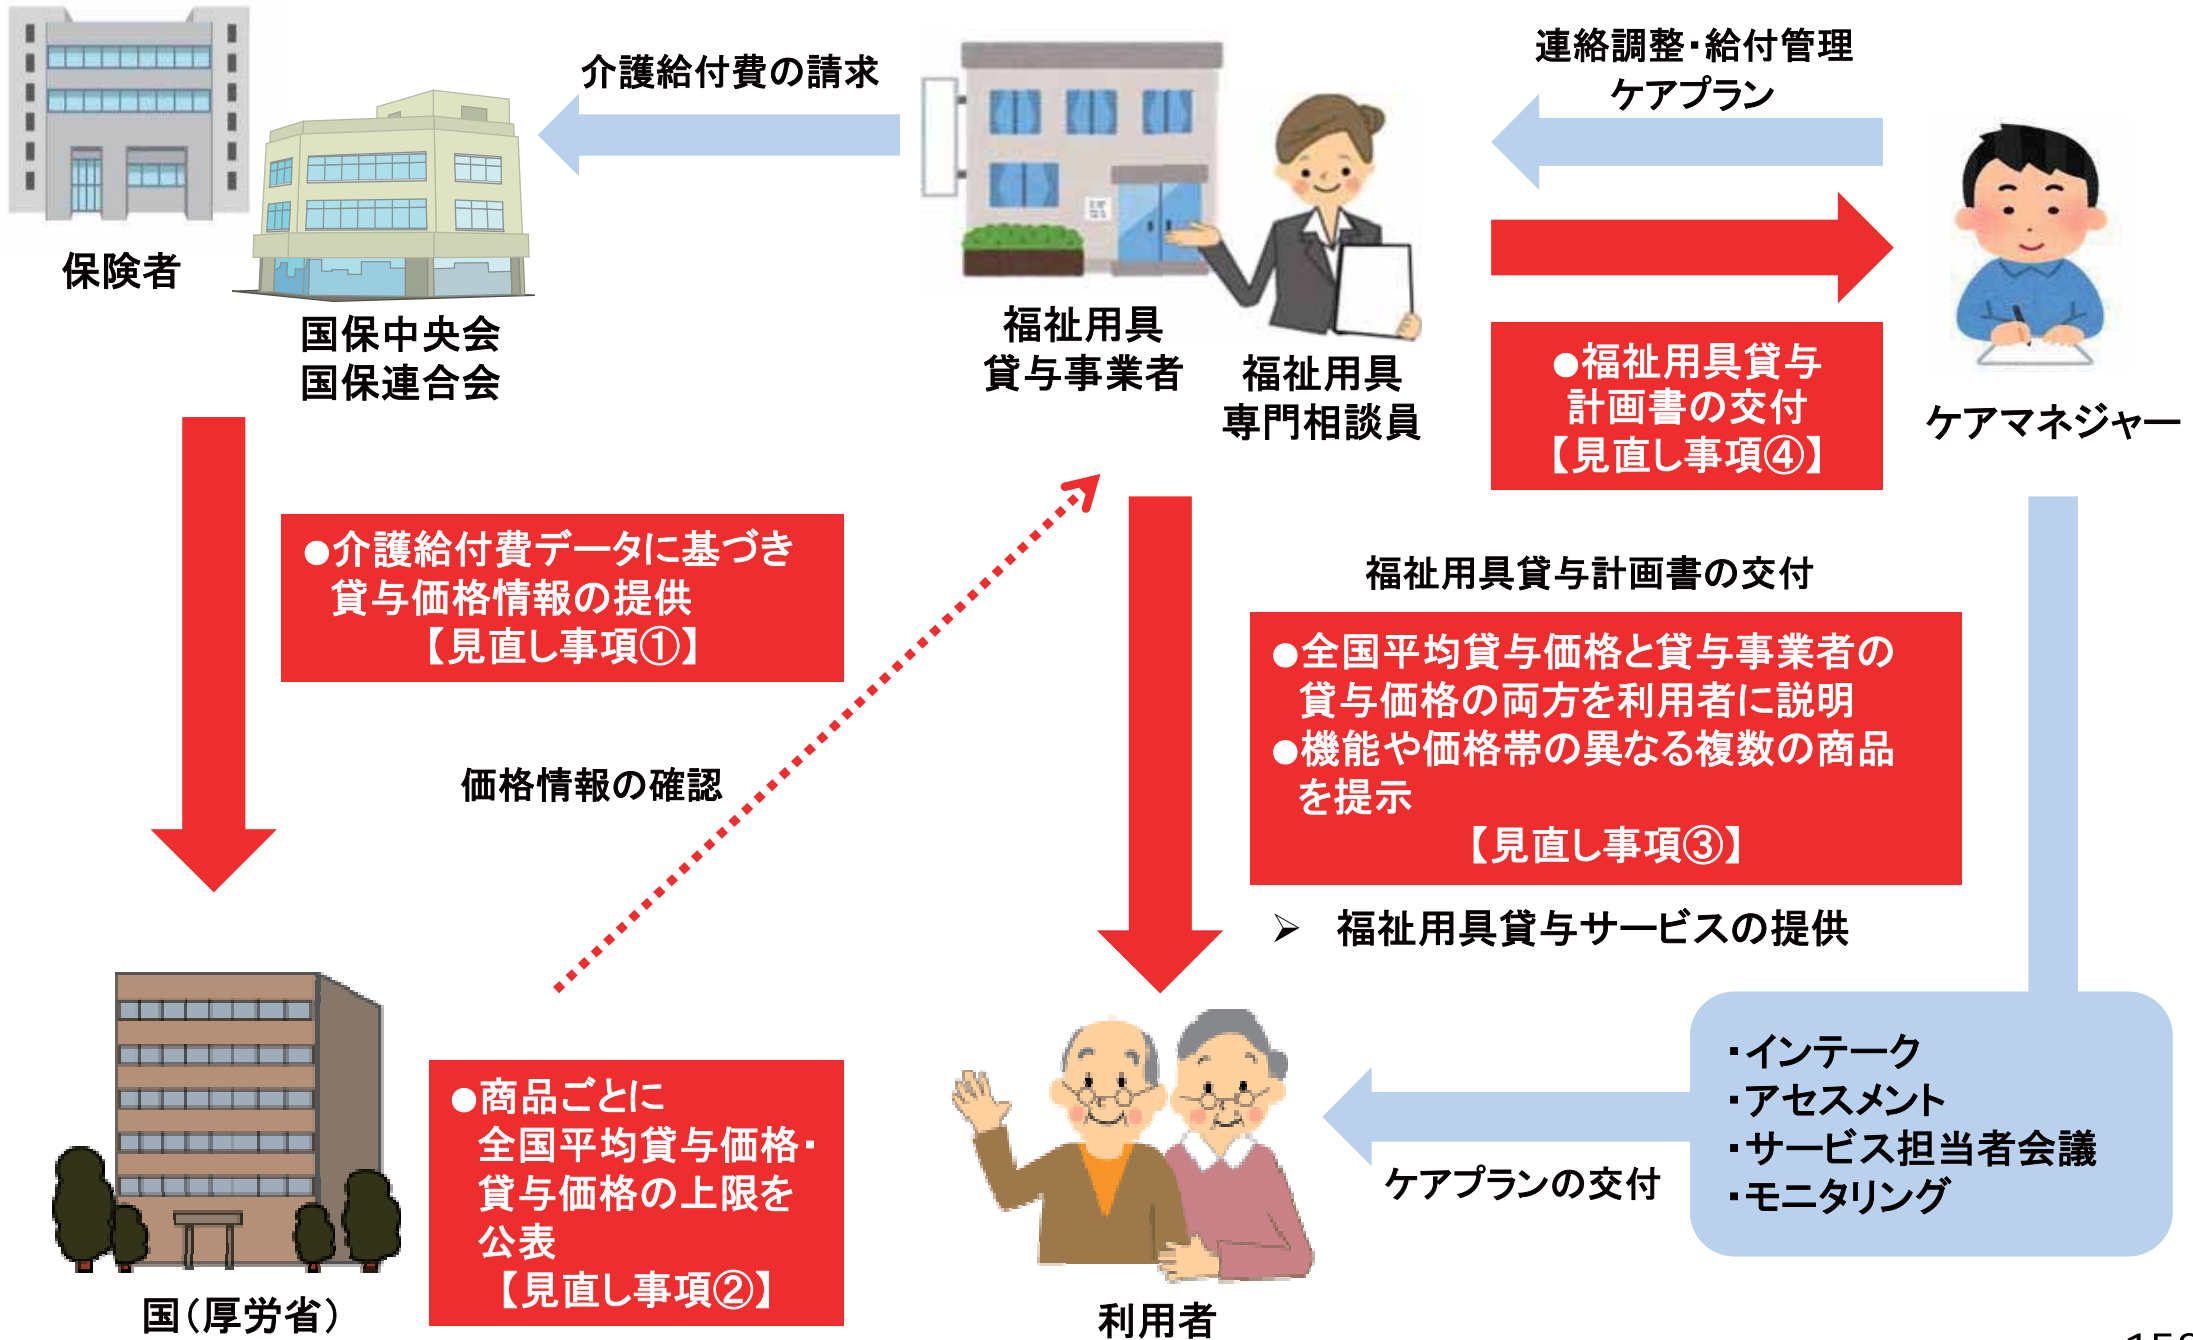 介護給付費の請求
連絡調整・給付管理
ケアプラン
保険者
国保中央会
国保連合会
福祉用具
貸与事業者
福祉用具
専門相談員
●福祉用具貸与
計画書の交付
【見直し事項④】
ケアマネジャー
●介護給付費データに基づき
貸与価格情報の提供
【見直し事項①】
福祉用具貸与計画書の交付
●全国平均貸与価格と貸与事業者の
貸与価格の両方を利用者に説明
●機能や価格帯の異なる複数の商品
を提示
【見直し事項③】
価格情報の確認
➢ 福祉用具貸与サービスの提供
・インテーク
・アセスメント
・サービス担当者会議
・モニタリング
ケアプランの交付
●商品ごとに
全国平均貸与価格・
貸与価格の上限を
公表
【見直し事項②】
国(厚労省)
利用者